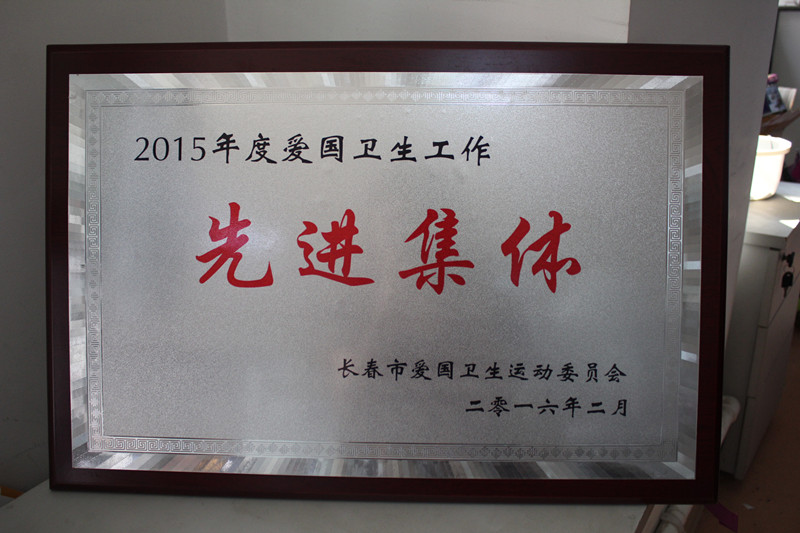 2015年度爱国卫生工作
先进集体
长春市爱国卫生运动委员会
二零一六年二月